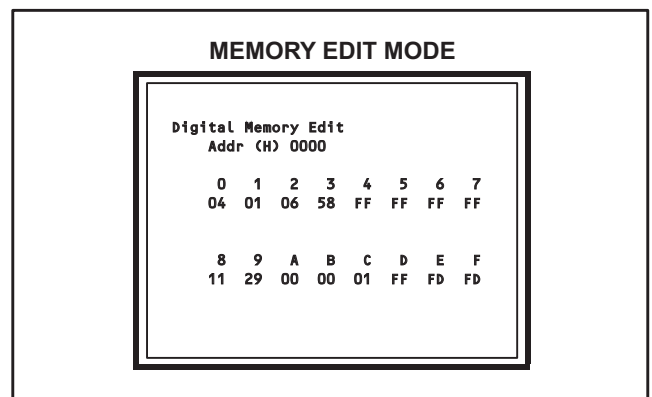 MEMORY EDIT MODE
Digital Memory Edit
Addr (H) 0000
0 1 2 3 4 5 6 7
04 01 06 58 FF FF FF FF
8 9 A B C D E F
11 29 00 00 01 FF FD FD